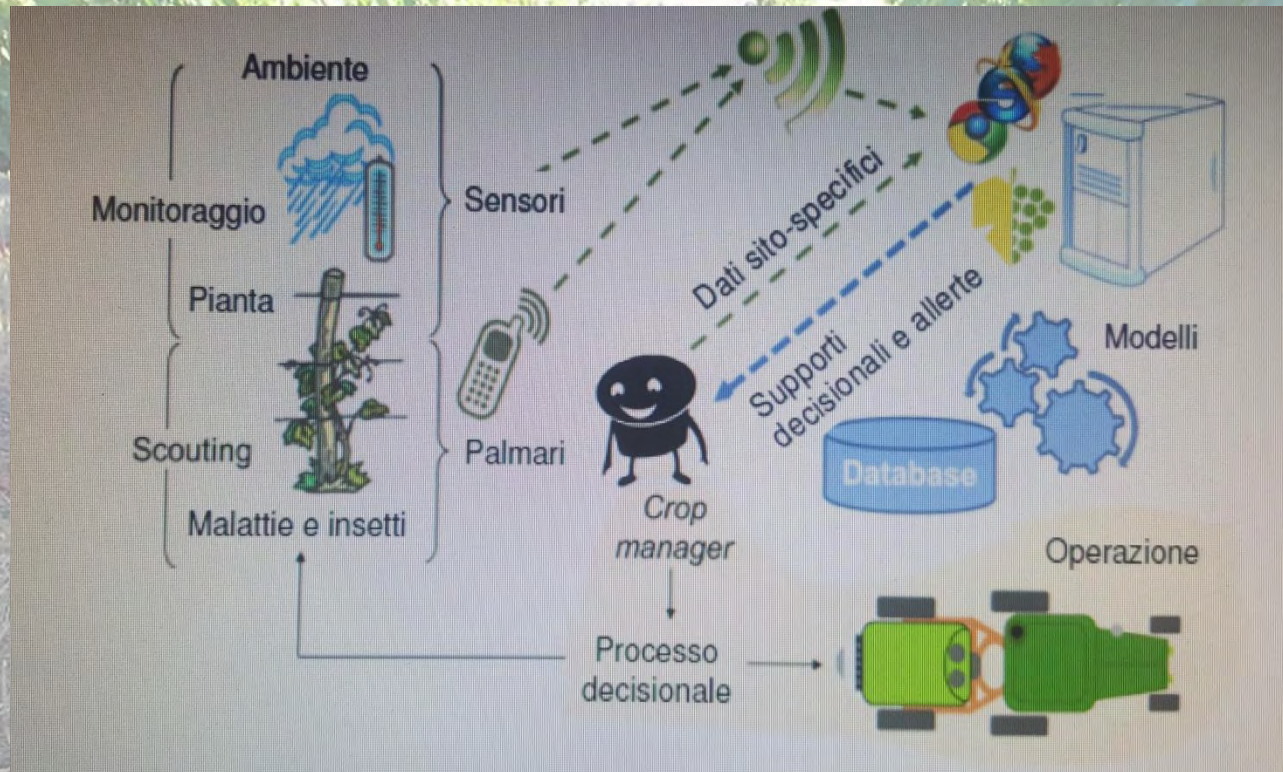 Ambiente
Monitoraggio
Sensori
Pianta
Scouting
Palmari
Malattie e insetti
Dati sito-specifici
Supporti
decisionali e allerte
Modelli
Database
Crop
manager
Operazione
Processo
decisionale